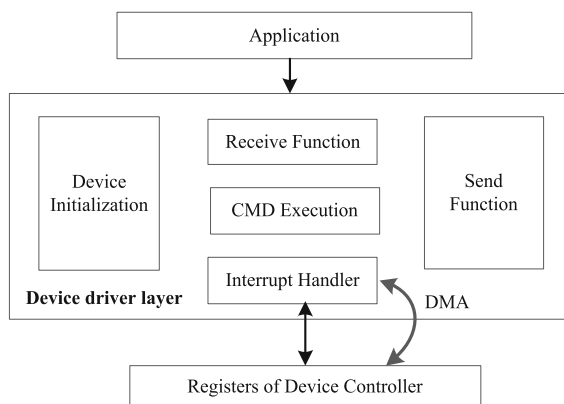 Application
Receive Function
Device
Initialization
CMD Execution
Send
Function
Interrupt Handler
Device driver layer
DMA
Registers of Device Controller